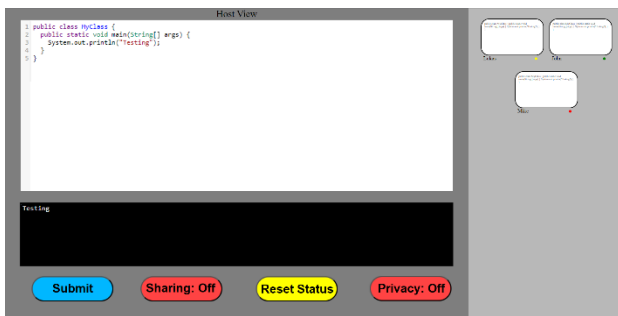 Host View
1 public class MyClass {
2 public static void main(String[] args) {
3 System.out.println("Testing");
4 }
5 }
Testing
Submit
Sharing: Off
Reset Status
Privacy: Off